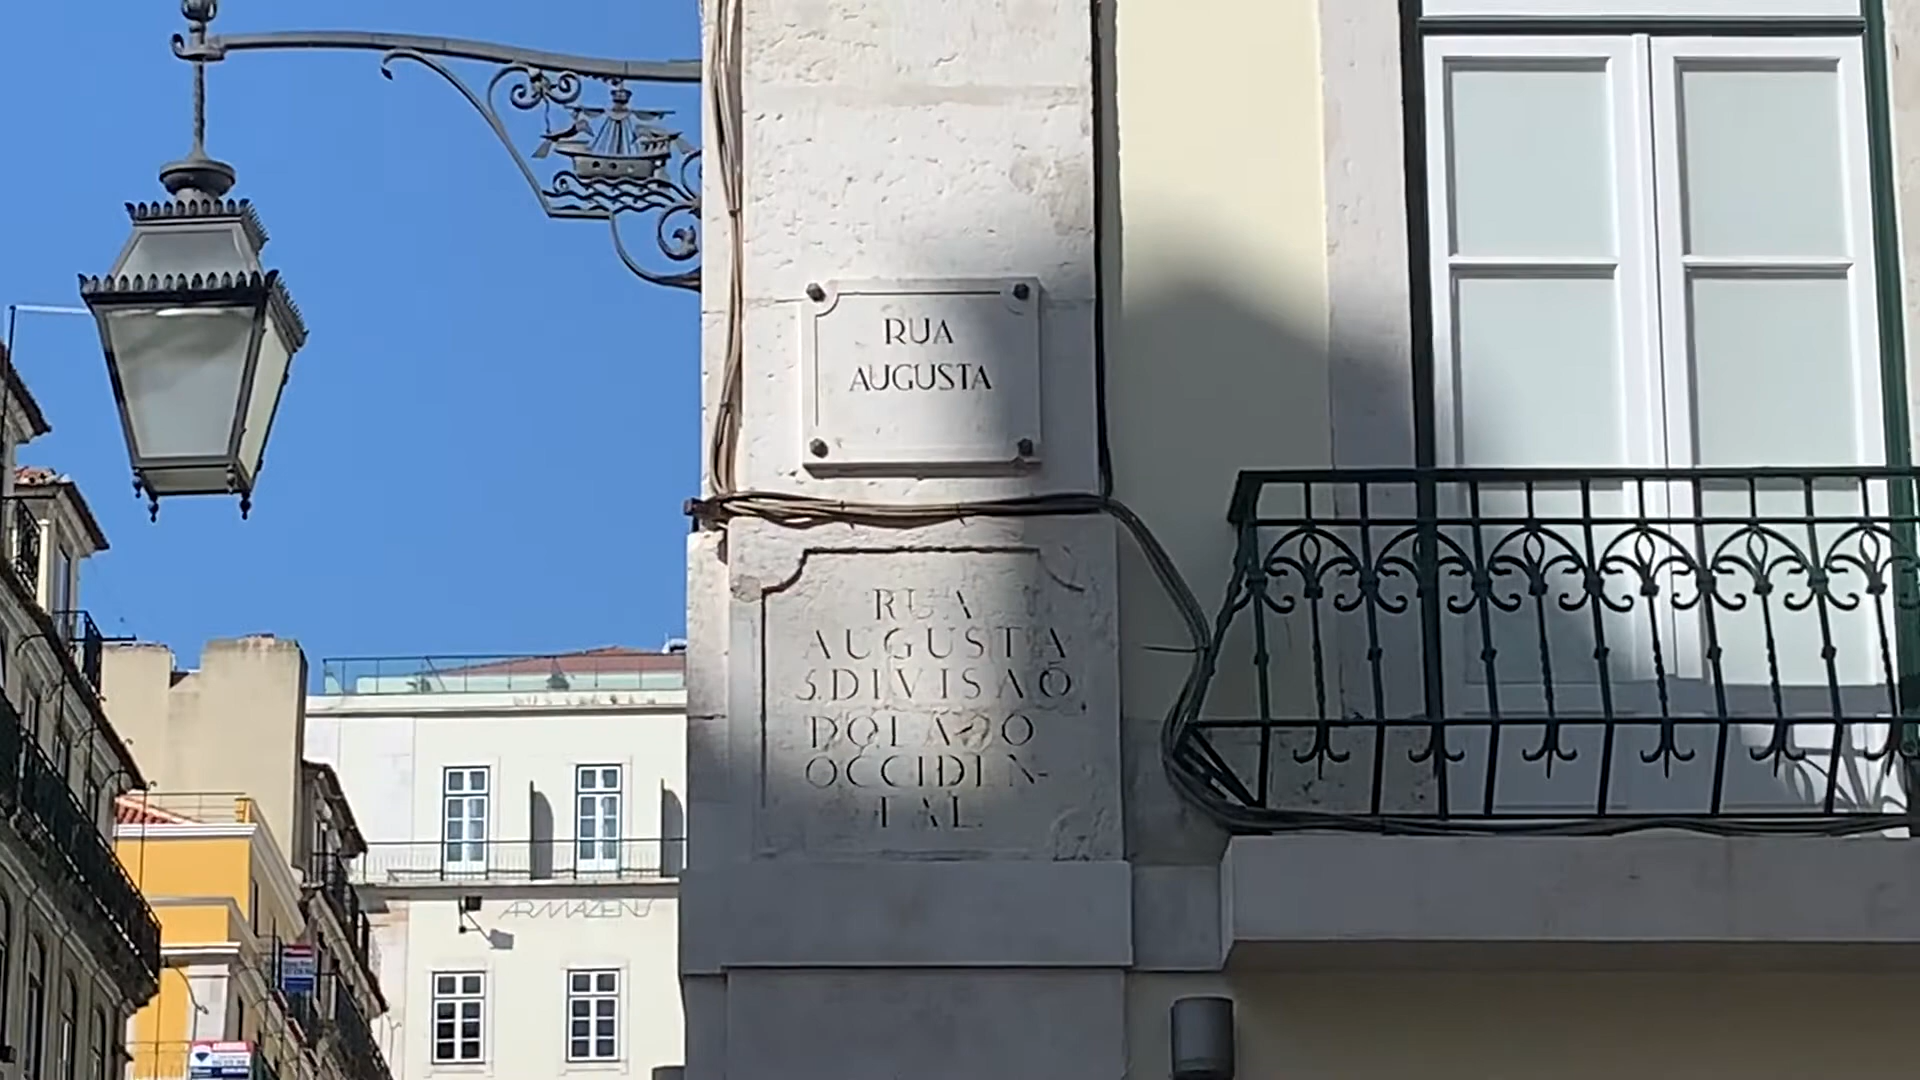 RUA
AUGUSTA
RUA
AUGUSTA
5.DIVISAÕ
DO LADO
OCCIDEN-
TAL.
ARMAZENS